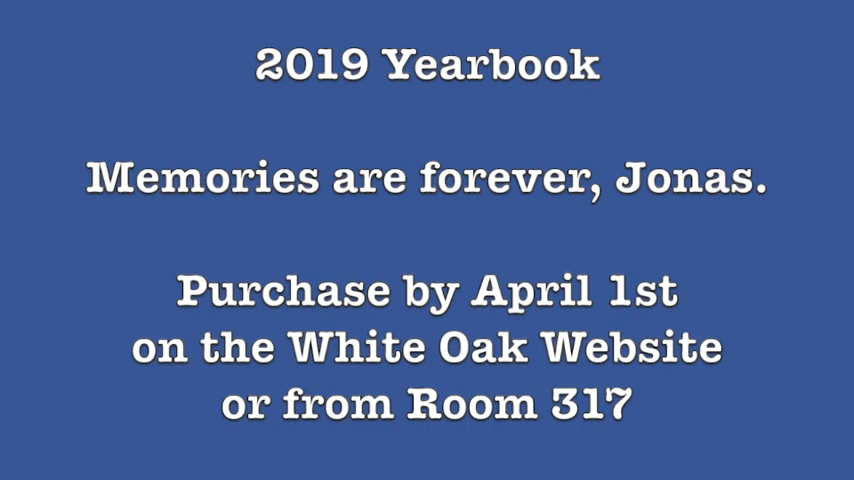 2019 Yearbook
Memories are forever, Jonas.
Purchase by April 1st
on the White Oak Website
or from Room 317